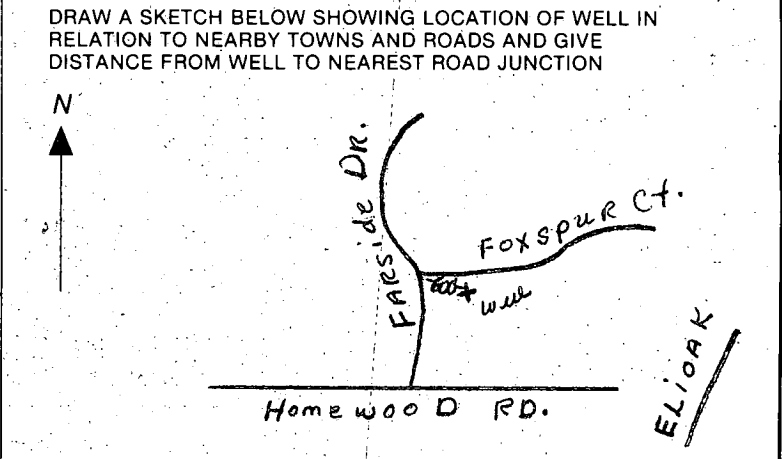 DRAW A SKETCH BELOW SHOWING LOCATION OF WELL IN
RELATION TO NEARBY TOWNS AND ROADS AND GIVE
DISTANCE FROM WELL TO NEAREST ROAD JUNCTION
N
FARSide DR.
FOXSPUR Ct.
well
HomewooD RD.
ELiOAK